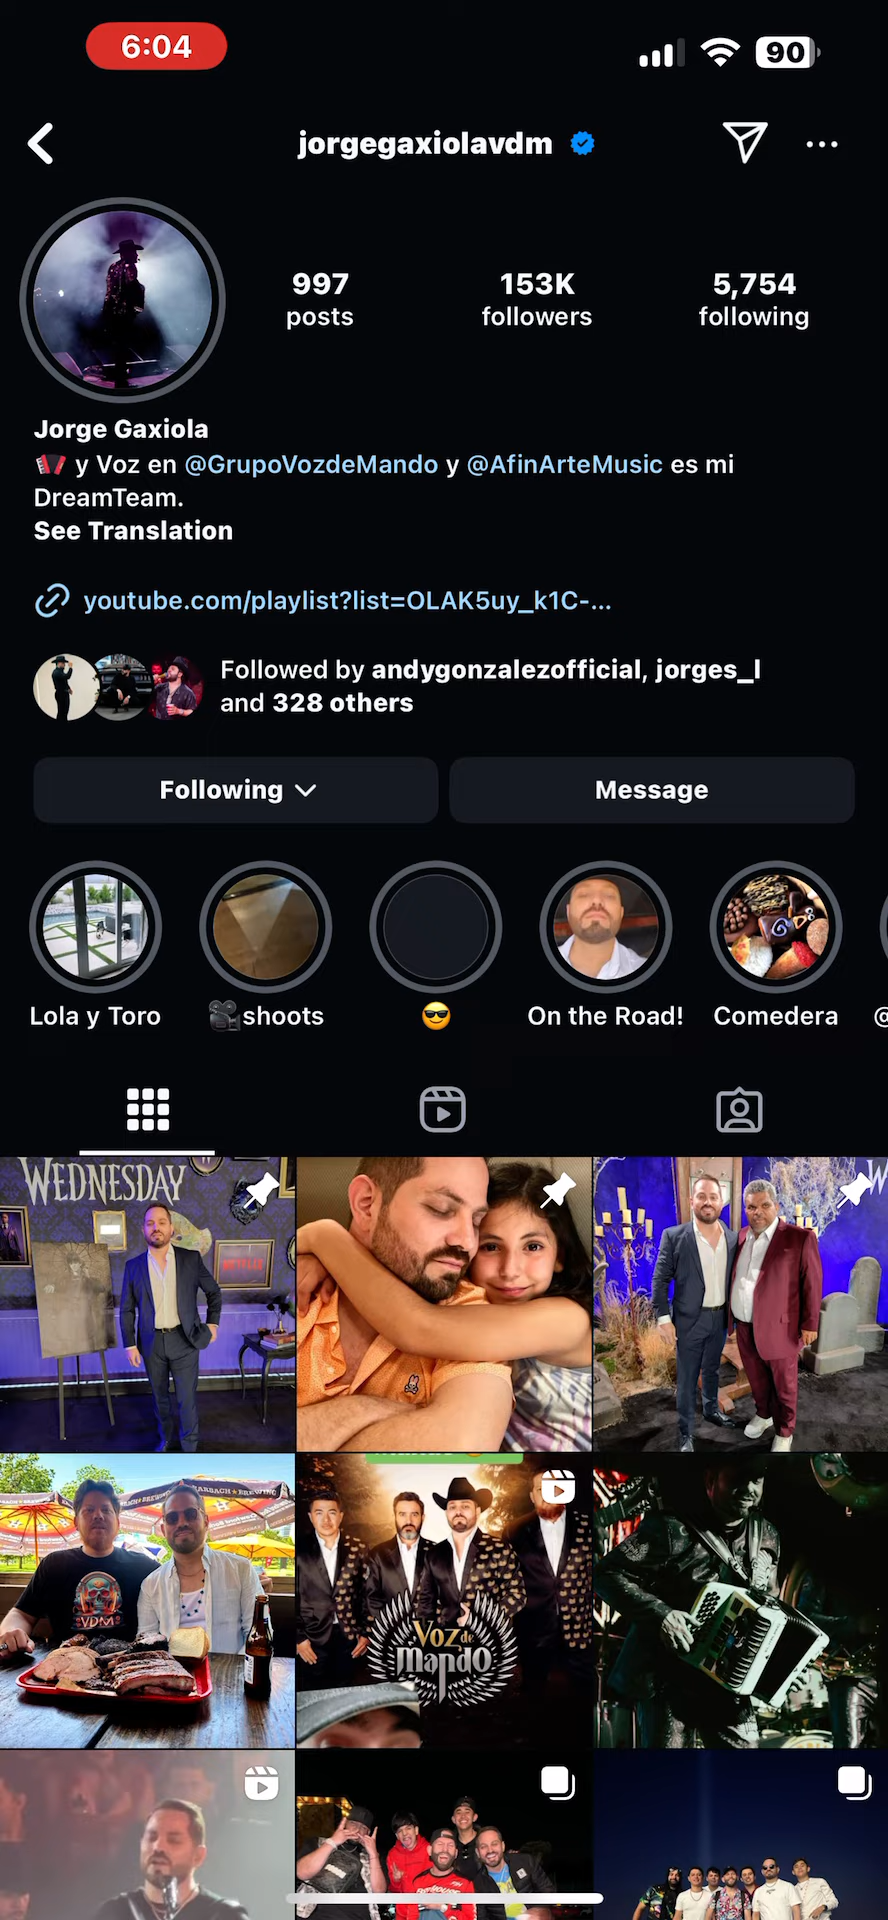 6:04
90
jorgegaxiolavdm
997
posts
153K
followers
5,754
following
Jorge Gaxiola
🪗 y Voz en @GrupoVozdeMando y @AfinArteMusic es mi
DreamTeam.
See Translation
youtube.com/playlist?list=OLAK5uy_k1C-...
Followed by andygonzalezofficial, jorges_l
and 328 others
Following
Message
Lola y Toro
🎥shoots
😎
On the Road!
Comedera
@
WEDNESDAY
NETFLIX
W
VDM
Voz de
Mando